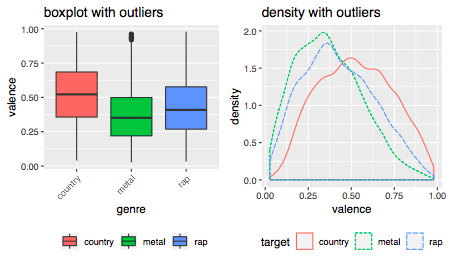 boxplot with outliers
valence
1.00
0.75
0.50
0.25
0.00
country
metal
rap
genre
country metal rap
density with outliers
density
2.0
1.5
1.0
0.5
0.0
0.00 0.25 0.50 0.75 1.00
valence
target country metal rap